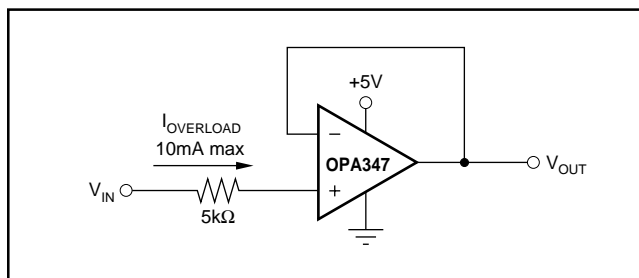 +5V
I_OVERLOAD
10mA max
−
OPA347
V_OUT
V_IN
+
5kΩ